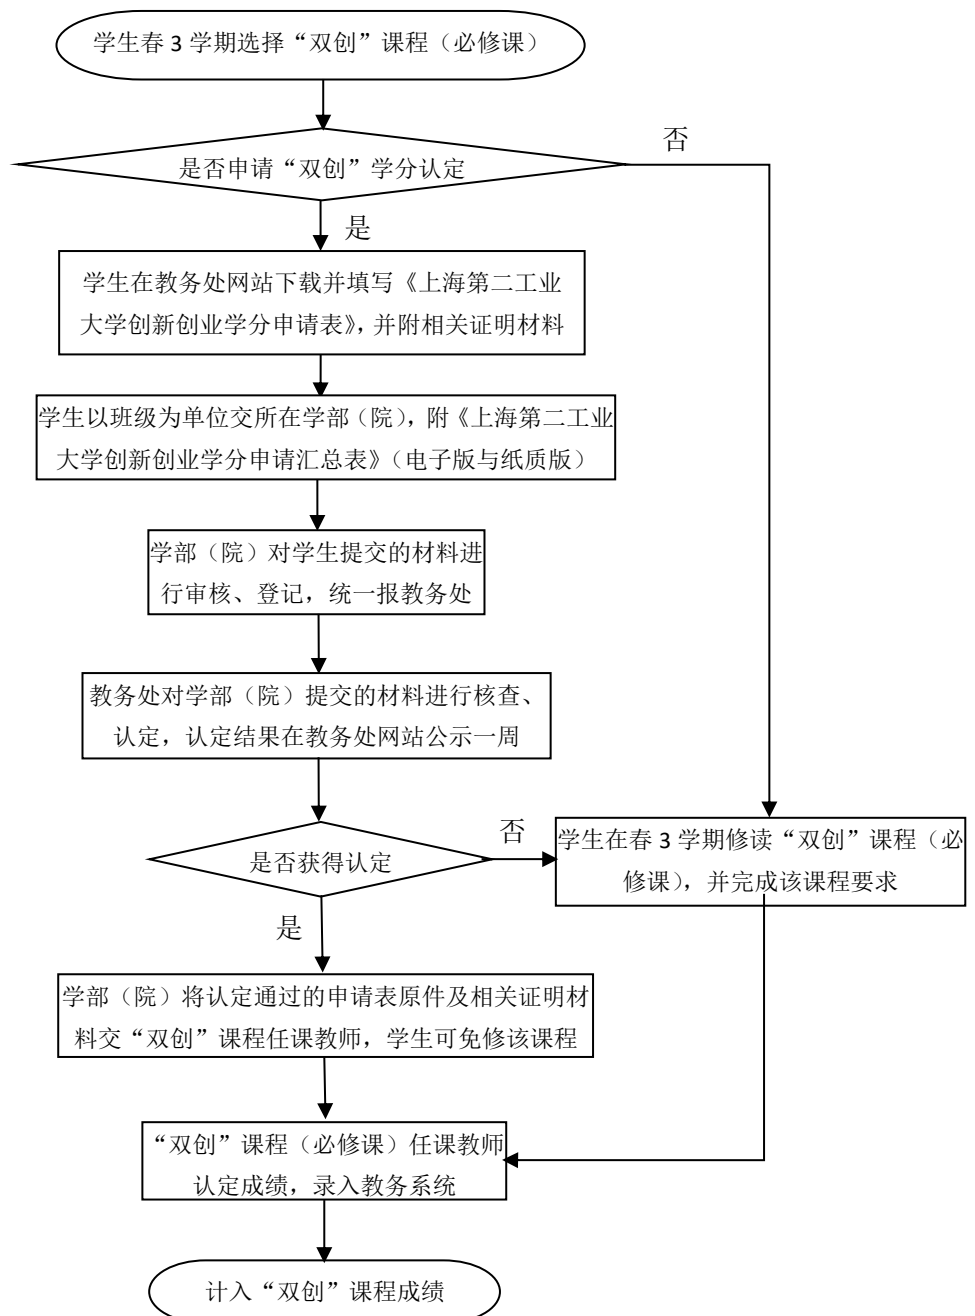 学生春 3 学期选择“双创”课程（必修课）
否
是否申请“双创”学分认定
是
学生在教务处网站下载并填写《上海第二工业
大学创新创业学分申请表》，并附相关证明材料
学生以班级为单位交所在学部（院），附《上海第二工业
大学创新创业学分申请汇总表》（电子版与纸质版）
学部（院）对学生提交的材料进
行审核、登记，统一报教务处
教务处对学部（院）提交的材料进行核查、
认定，认定结果在教务处网站公示一周
是否获得认定
否
学生在春 3 学期修读“双创”课程（必
修课），并完成该课程要求
是
学部（院）将认定通过的申请表原件及相关证明材
料交“双创”课程任课教师，学生可免修该课程
“双创”课程（必修课）任课教师
认定成绩，录入教务系统
计入“双创”课程成绩